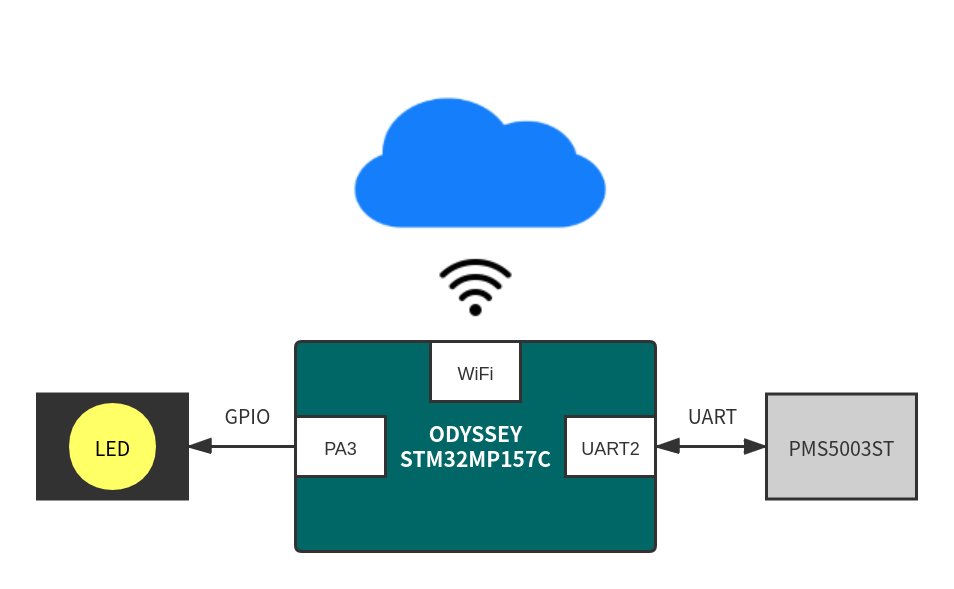 WiFi
GPIO
UART
LED
PA3
ODYSSEY
STM32MP157C
UART2
PMS5003ST